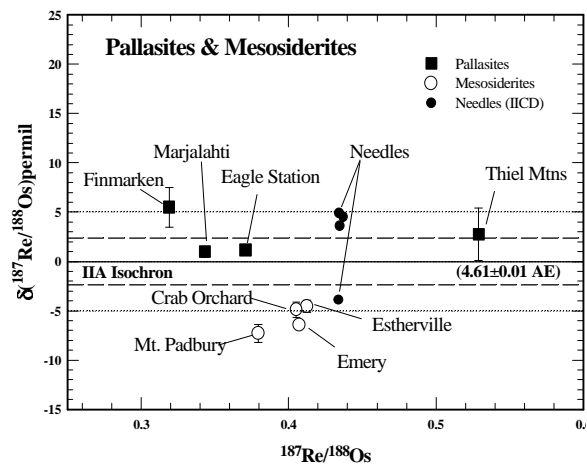 Pallasites & Mesosiderites
Pallasites
Mesosiderites
Needles (IICD)
Marjalahti
Needles
Finmarken
Eagle Station
Thiel Mtns
IIA Isochron
(4.61±0.01 AE)
Crab Orchard
Estherville
Mt. Padbury
Emery
25
20
15
10
5
0
-5
-10
-15
δ(¹⁸⁷Re/¹⁸⁸Os)permil
0.3
0.4
0.5
0.6
¹⁸⁷Re/¹⁸⁸Os